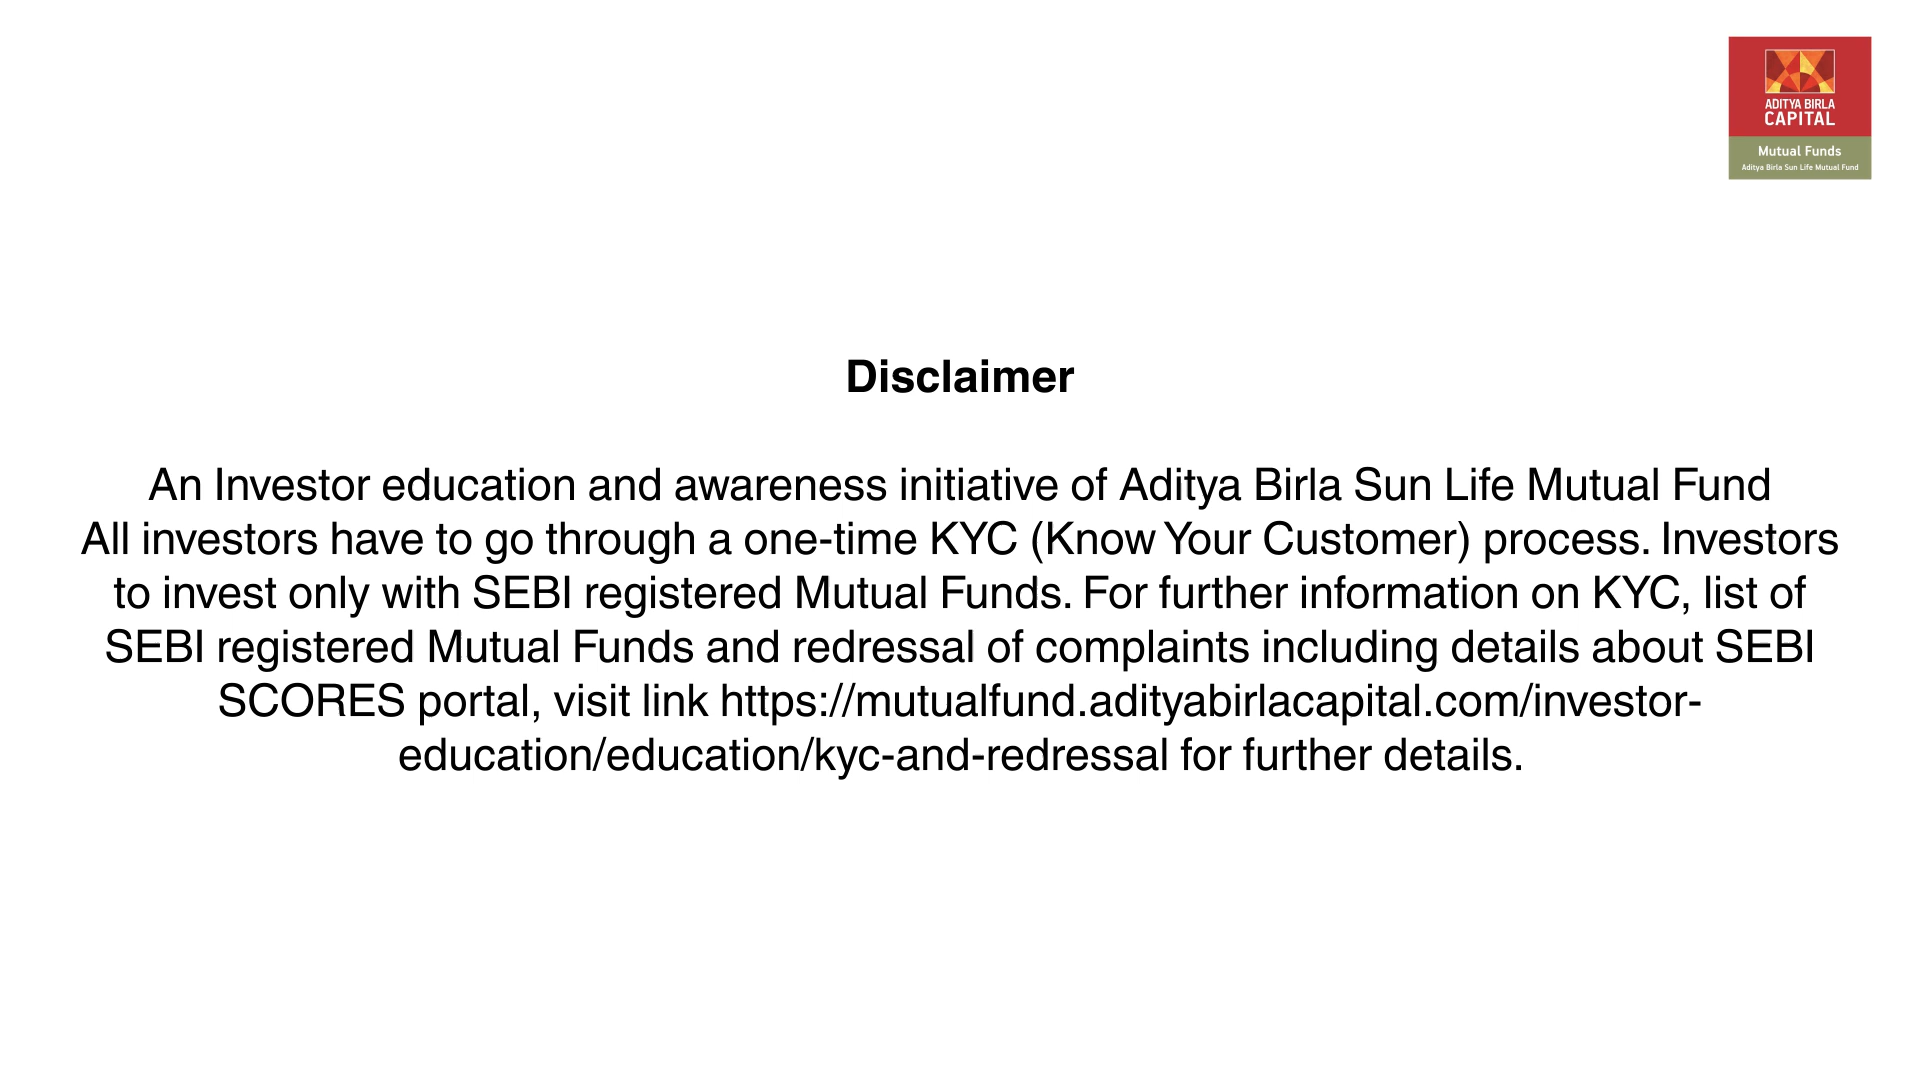 ADITYA BIRLA
CAPITAL
Mutual Funds
Aditya Birla Sun Life Mutual Fund
Disclaimer
An Investor education and awareness initiative of Aditya Birla Sun Life Mutual Fund
All investors have to go through a one-time KYC (Know Your Customer) process. Investors
to invest only with SEBI registered Mutual Funds. For further information on KYC, list of
SEBI registered Mutual Funds and redressal of complaints including details about SEBI
SCORES portal, visit link https://mutualfund.adityabirlacapital.com/investor-
education/education/kyc-and-redressal for further details.